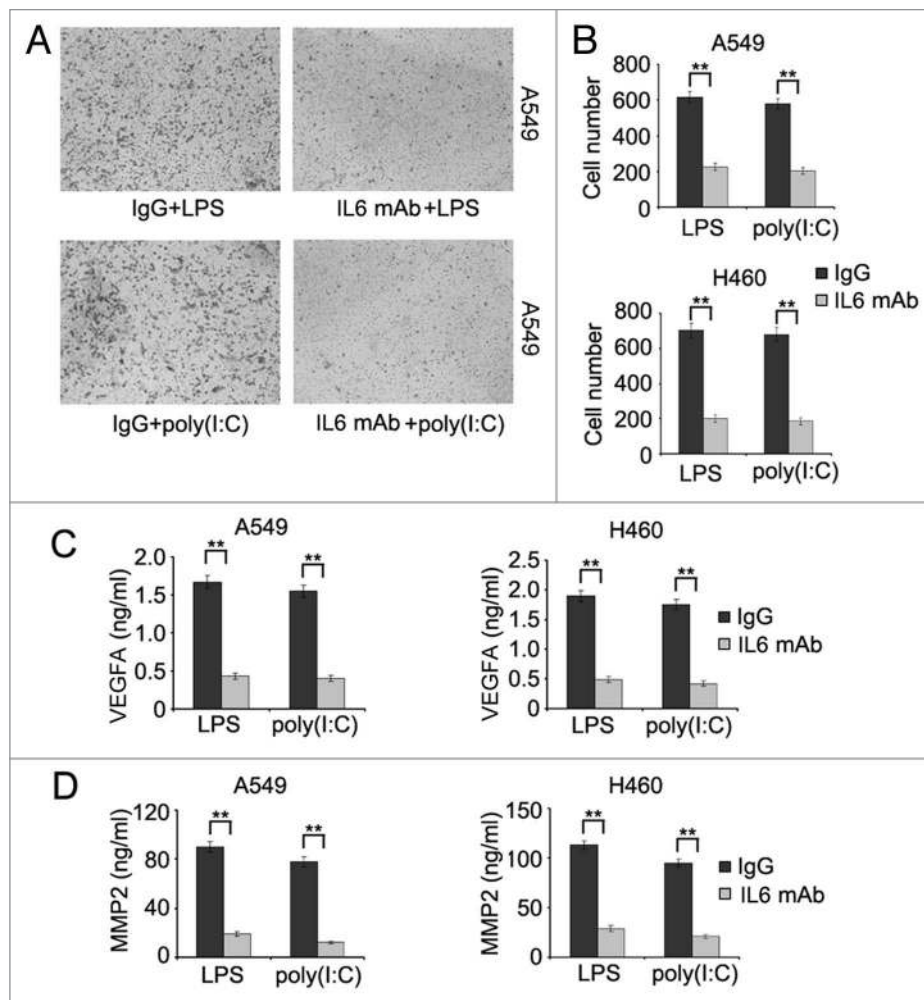 A
A549
IgG+LPS
IL6 mAb+LPS
A549
IgG+poly(I:C)
IL6 mAb+poly(I:C)
B
A549
**
**
800
600
400
200
0
Cell number
LPS
poly(I:C)
H460
IgG
IL6 mAb
**
**
800
600
400
200
0
Cell number
LPS
poly(I:C)
C
A549
**
**
2.0
1.5
1.0
0.5
0
VEGFA (ng/ml)
LPS
poly(I:C)
H460
**
**
2.5
2.0
1.5
1.0
0.5
0
VEGFA (ng/ml)
LPS
poly(I:C)
IgG
IL6 mAb
D
A549
**
**
120
80
40
0
MMP2 (ng/ml)
LPS
poly(I:C)
H460
**
**
150
100
50
0
MMP2 (ng/ml)
LPS
poly(I:C)
IgG
IL6 mAb